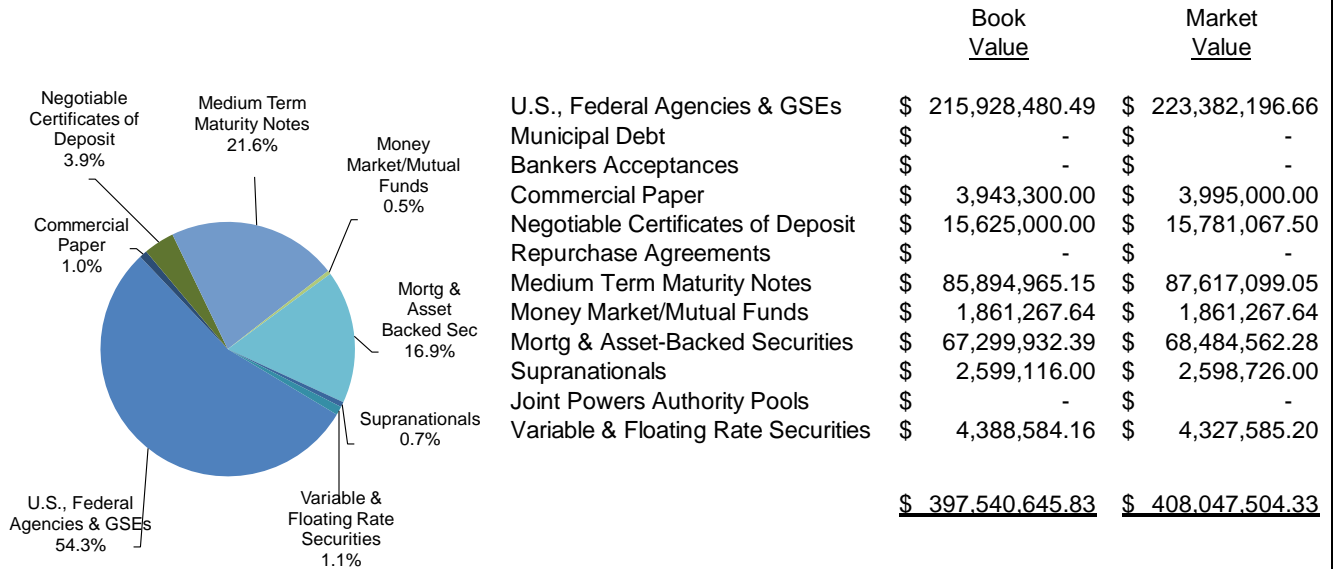 Negotiable
Certificates of
Deposit
3.9%
Medium Term
Maturity Notes
21.6%
Money
Market/Mutual
Funds
0.5%
Commercial
Paper
1.0%
Mortg &
Asset
Backed Sec
16.9%
Supranationals
0.7%
Variable &
Floating Rate
Securities
1.1%
U.S., Federal
Agencies & GSEs
54.3%
Book Market
Value Value
U.S., Federal Agencies & GSEs $ 215,928,480.49 $ 223,382,196.66
Municipal Debt $ - $ -
Bankers Acceptances $ - $ -
Commercial Paper $ 3,943,300.00 $ 3,995,000.00
Negotiable Certificates of Deposit $ 15,625,000.00 $ 15,781,067.50
Repurchase Agreements $ - $ -
Medium Term Maturity Notes $ 85,894,965.15 $ 87,617,099.05
Money Market/Mutual Funds $ 1,861,267.64 $ 1,861,267.64
Mortg & Asset-Backed Securities $ 67,299,932.39 $ 68,484,562.28
Supranationals $ 2,599,116.00 $ 2,598,726.00
Joint Powers Authority Pools $ - $ -
Variable & Floating Rate Securities $ 4,388,584.16 $ 4,327,585.20
$ 397,540,645.83 $ 408,047,504.33